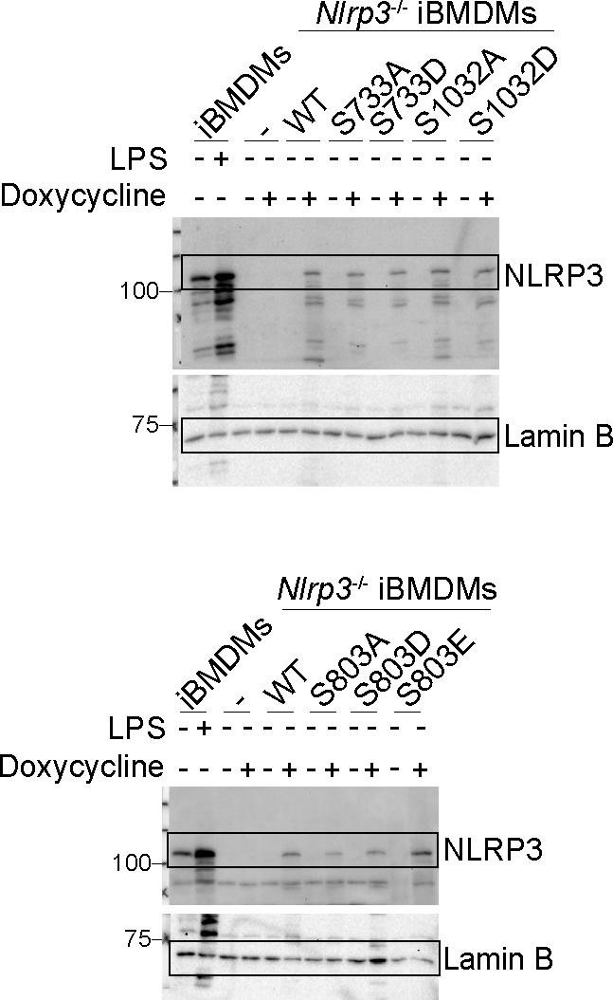 Nlrp3-/- iBMDMs
iBMDMs - WT S733A S733D S1032A S1032D
LPS - + - - - - - - - - - - - -
Doxycycline - - - + - + - + - + - + - +
NLRP3
100
75
Lamin B
Nlrp3-/- iBMDMs
iBMDMs - WT S803A S803D S803E
LPS - + - - - - - - - - - -
Doxycycline - - - + - + - + - + - +
NLRP3
100
75
Lamin B